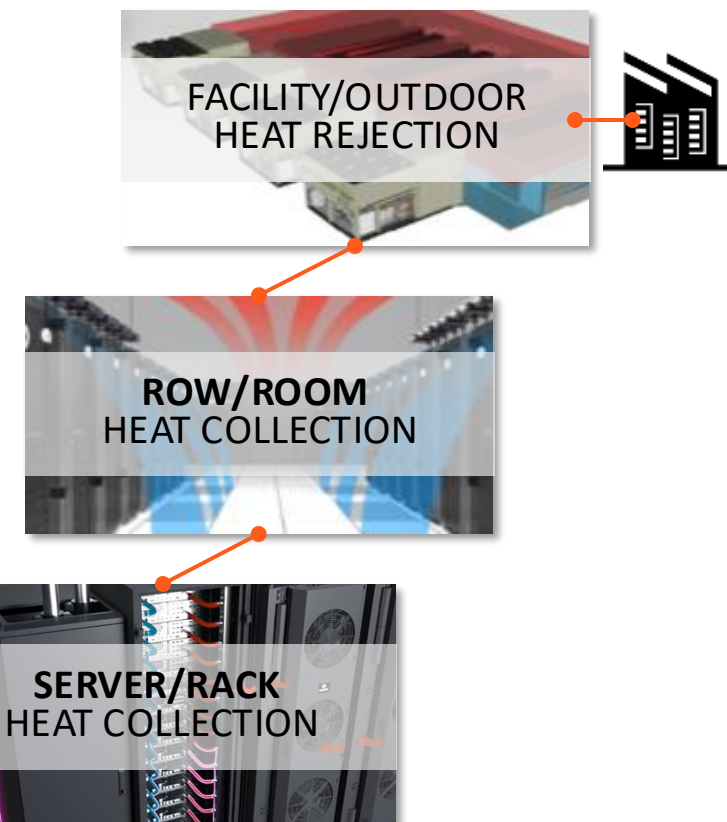 FACILITY/OUTDOOR
HEAT REJECTION
ROW/ROOM
HEAT COLLECTION
SERVER/RACK
HEAT COLLECTION